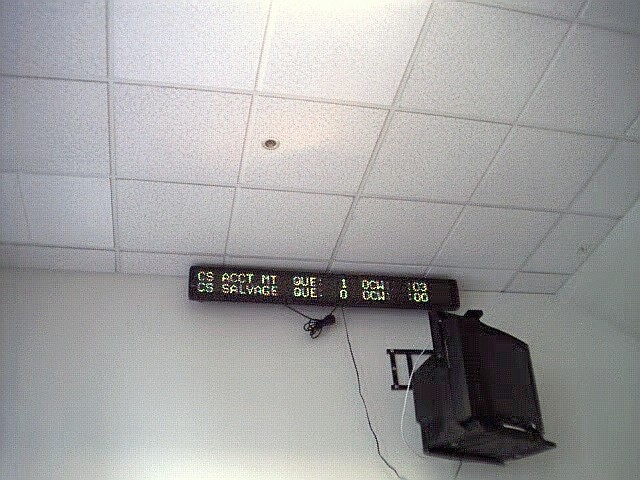 CS ACCT MT QUE: 1 OCW: :03
CS SALVAGE QUE: 0 OCW: :00